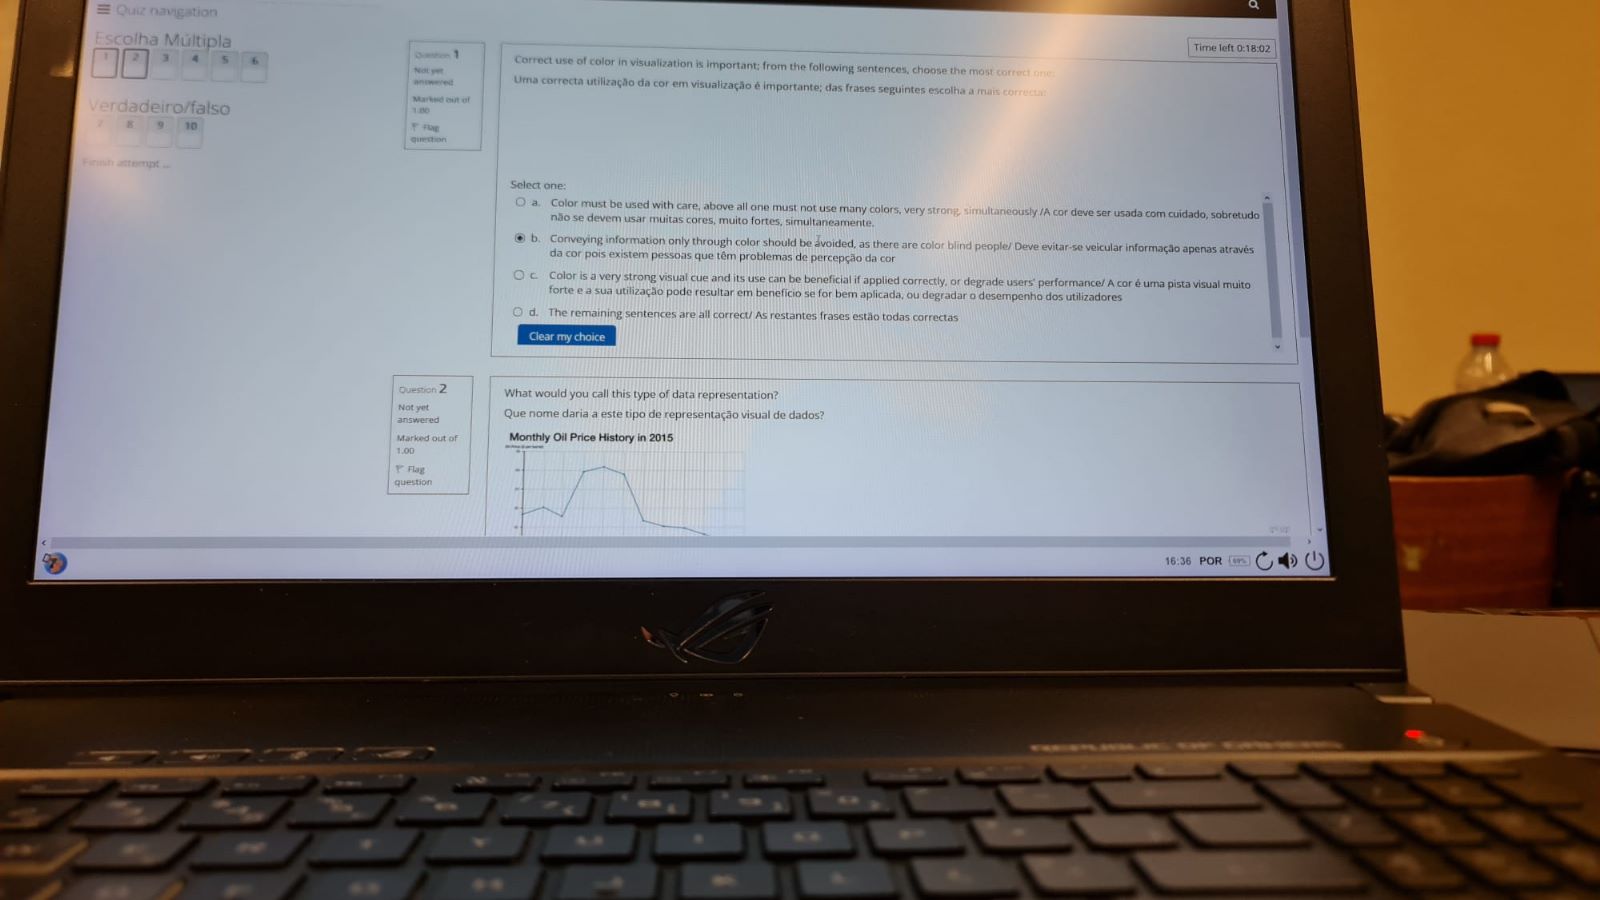 Quiz navigation
Escolha Múltipla
1 2 3 4 5 6
Verdadeiro/falso
7 8 9 10
Finish attempt ...
Question 1
Not yet
answered
Marked out of
1.00
Flag
question
Time left 0:18:02
Correct use of color in visualization is important; from the following sentences, choose the most correct one:
Uma correcta utilização da cor em visualização é importante; das frases seguintes escolha a mais correcta:
Select one:
a. Color must be used with care, above all one must not use many colors, very strong, simultaneously /A cor deve ser usada com cuidado, sobretudo
não se devem usar muitas cores, muito fortes, simultaneamente.
b. Conveying information only through color should be avoided, as there are color blind people/ Deve evitar-se veicular informação apenas através
da cor pois existem pessoas que têm problemas de percepção da cor
c. Color is a very strong visual cue and its use can be beneficial if applied correctly, or degrade users' performance/ A cor é uma pista visual muito
forte e a sua utilização pode resultar em benefício se for bem aplicada, ou degradar o desempenho dos utilizadores
d. The remaining sentences are all correct/ As restantes frases estão todas correctas
Clear my choice
Question 2
Not yet
answered
Marked out of
1.00
Flag
question
What would you call this type of data representation?
Que nome daria a este tipo de representação visual de dados?
Monthly Oil Price History in 2015
16:36 POR
REPUBLIC OF GAMERS